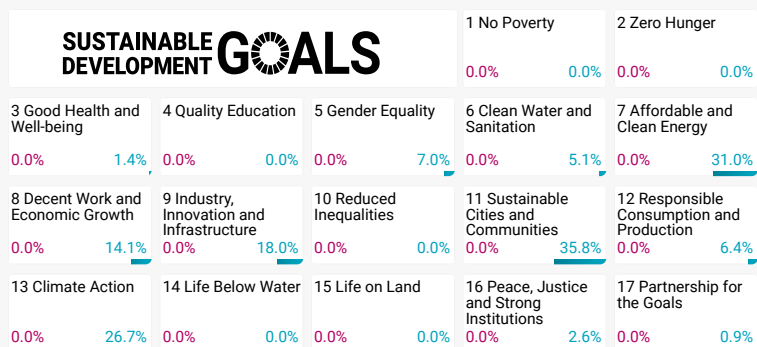 SUSTAINABLE
DEVELOPMENT
GOALS
1 No Poverty
0.0% 0.0%
2 Zero Hunger
0.0% 0.0%
3 Good Health and
Well-being
0.0% 1.4%
4 Quality Education
0.0% 0.0%
5 Gender Equality
0.0% 7.0%
6 Clean Water and
Sanitation
0.0% 5.1%
7 Affordable and
Clean Energy
0.0% 31.0%
8 Decent Work and
Economic Growth
0.0% 14.1%
9 Industry,
Innovation and
Infrastructure
0.0% 18.0%
10 Reduced
Inequalities
0.0% 0.0%
11 Sustainable
Cities and
Communities
0.0% 35.8%
12 Responsible
Consumption and
Production
0.0% 6.4%
13 Climate Action
0.0% 26.7%
14 Life Below Water
0.0% 0.0%
15 Life on Land
0.0% 0.0%
16 Peace, Justice
and Strong
Institutions
0.0% 2.6%
17 Partnership for
the Goals
0.0% 0.9%